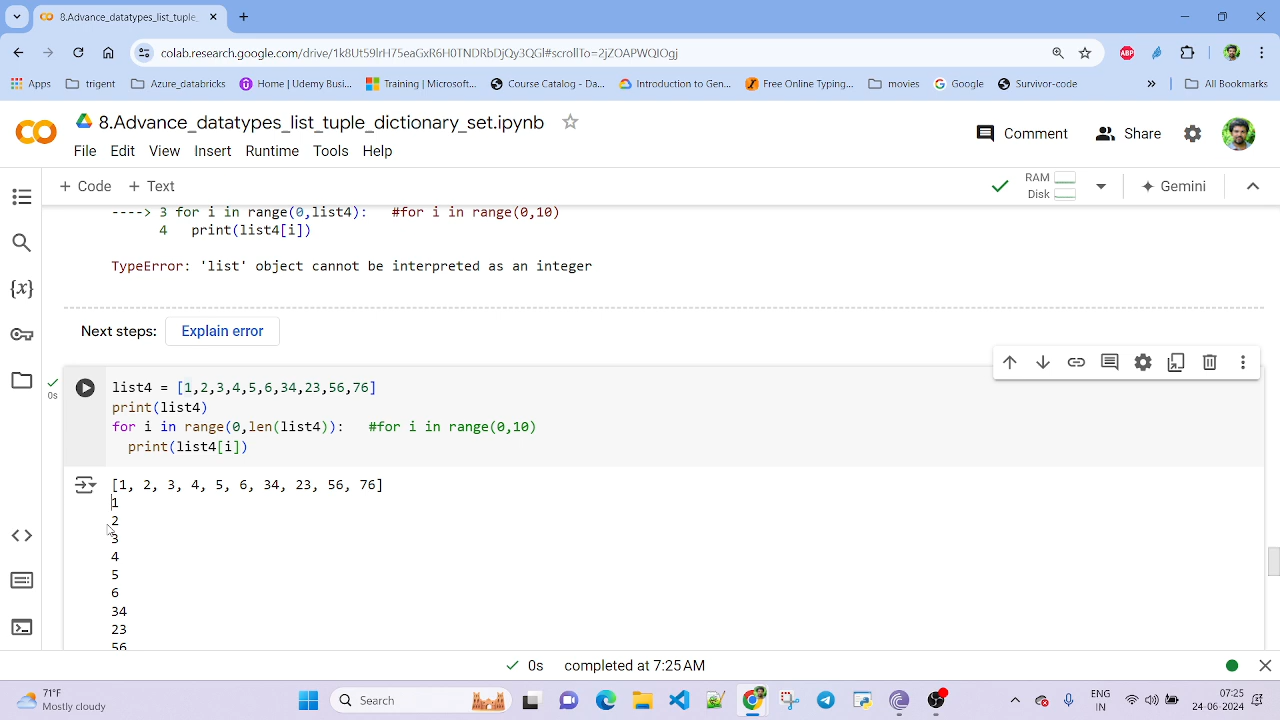 8.Advance_datatypes_list_tuple_
colab.research.google.com/drive/1k8Ut59lrH75eaGxR6H0TNDRbDjQy3QGl#scrollTo=2jZOAPWQIOgj
ABP
Apps trigent Azure databricks Home | Udemy Busi... Training | Microsoft... Course Catalog - Da... Introduction to Gen... Free Online Typing... movies Google Survivor-code » All Bookmarks
8.Advance_datatypes_list_tuple_dictionary_set.ipynb
Comment Share
File Edit View Insert Runtime Tools Help
+ Code + Text
RAM
Disk
Gemini
----> 3 for i in range(0,list4): #for i in range(0,10)
4 print(list4[i])
TypeError: 'list' object cannot be interpreted as an integer
Next steps: Explain error
list4 = [1,2,3,4,5,6,34,23,56,76]
0s
print(list4)
for i in range(0,len(list4)): #for i in range(0,10)
print(list4[i])
[1, 2, 3, 4, 5, 6, 34, 23, 56, 76]
1
2
3
4
5
6
34
23
56
0s completed at 7:25 AM
71°F
Mostly cloudy
Search
ENG
IN
07:25
24-06-2024